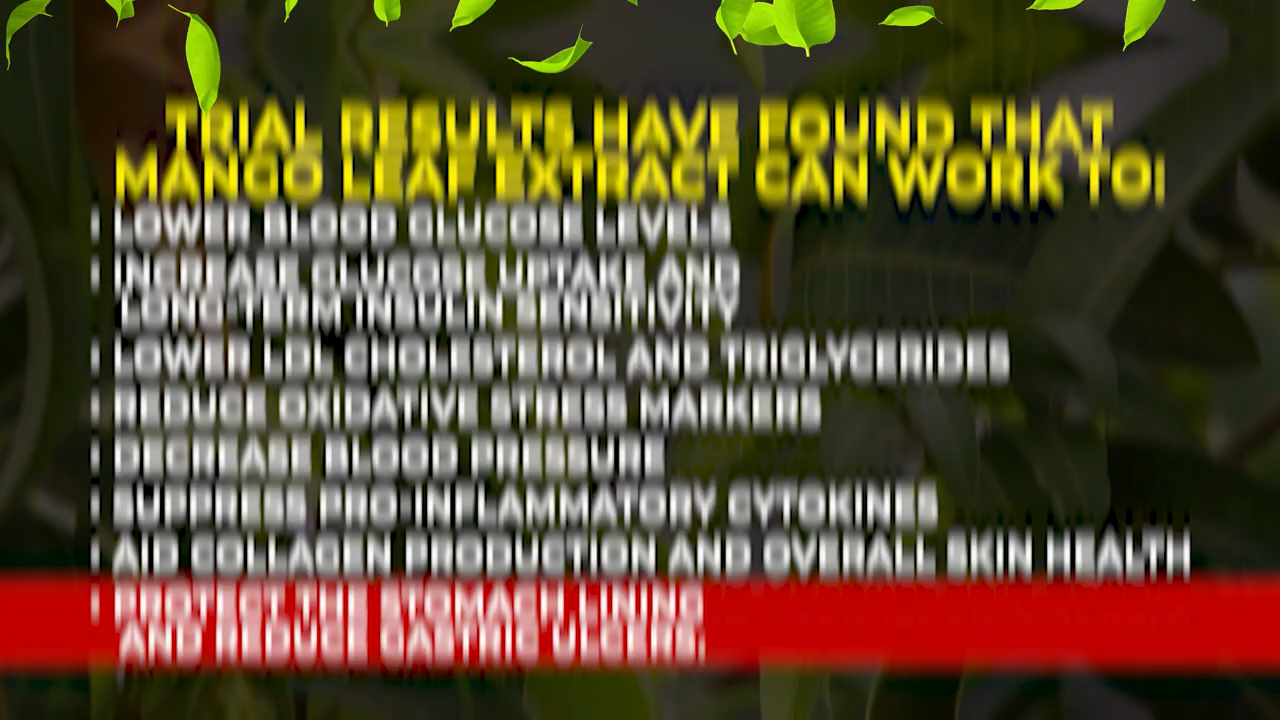 TRIAL RESULTS HAVE FOUND THAT
MANGO LEAF EXTRACT CAN WORK TO:
LOWER BLOOD GLUCOSE LEVELS
INCREASE GLUCOSE UPTAKE AND
LONG TERM INSULIN SENSITIVITY
LOWER LDL CHOLESTEROL AND TRIGLYCERIDES
REDUCE OXIDATIVE STRESS MARKERS
DECREASE BLOOD PRESSURE
SUPPRESS PRO-INFLAMMATORY CYTOKINES
AID COLLAGEN PRODUCTION AND OVERALL SKIN HEALTH
PROTECT THE STOMACH LINING
AND REDUCE GASTRIC ULCERS.